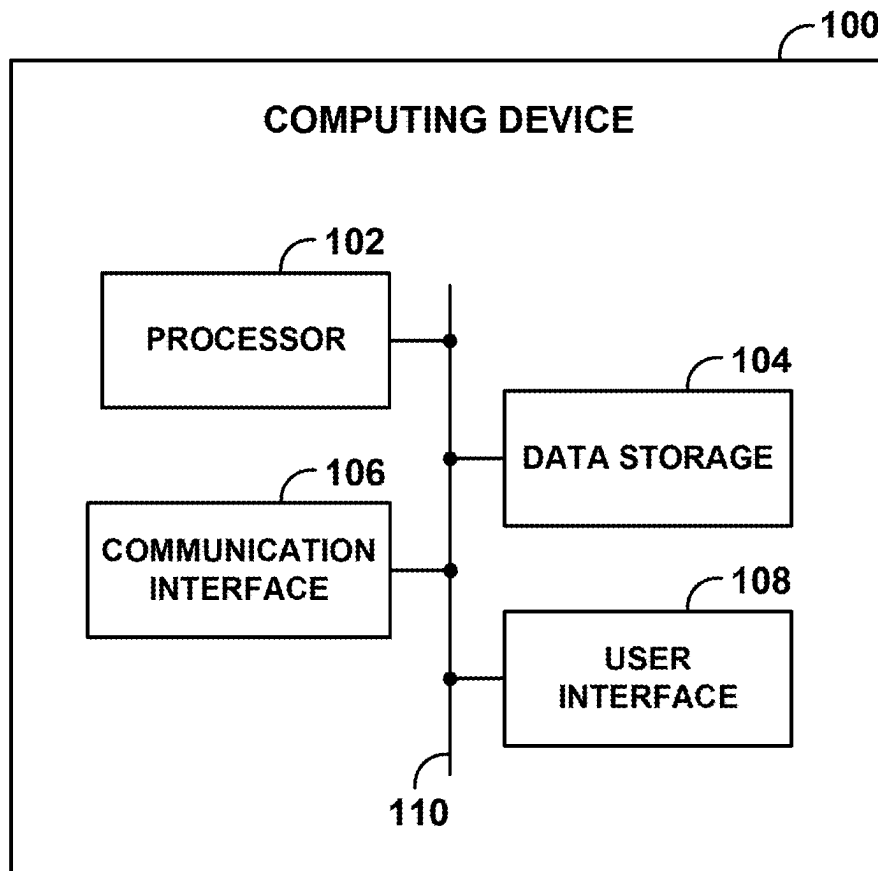 100
COMPUTING DEVICE
102
PROCESSOR
104
DATA STORAGE
106
COMMUNICATION
INTERFACE
108
USER
INTERFACE
110